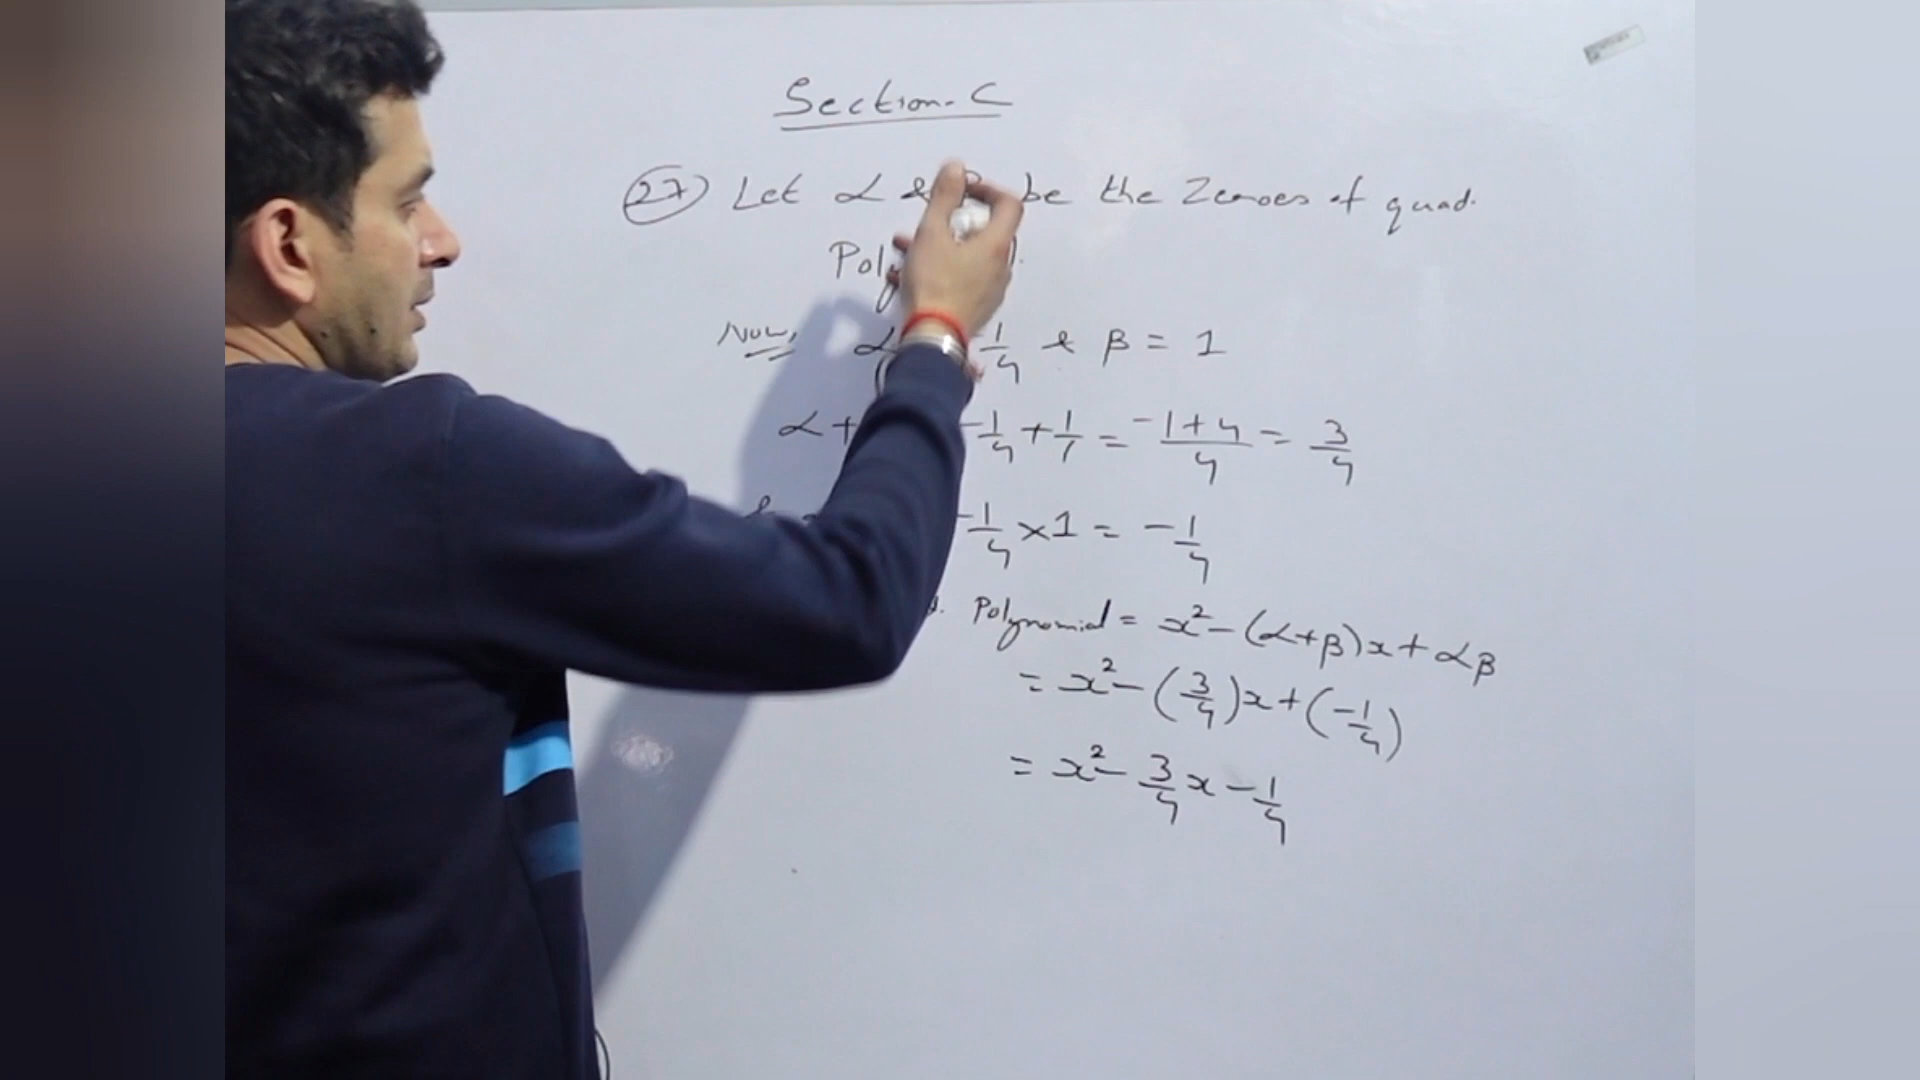 Section-C
27 Let α & be the Zeroes of quad.
Now, α -1/4 & β = 1
α+ -1/4 + 1/1 = -1+4/4 = 3/4
& -1/4 ×1 = -1/4
Polynomial = x² - (α+β)x + αβ
= x² - (3/4)x + (-1/4)
= x² - 3/4 x - 1/4